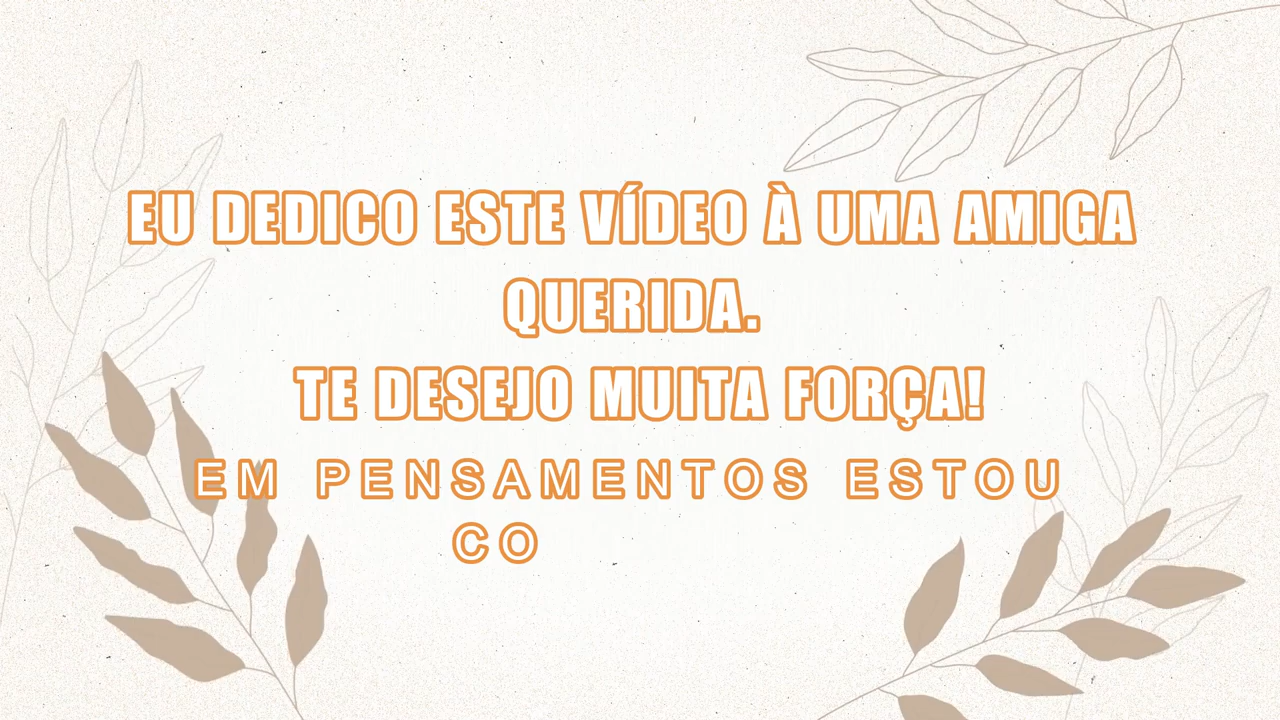 EU DEDICO ESTE VÍDEO À UMA AMIGA
QUERIDA.
TE DESEJO MUITA FORÇA!
EM PENSAMENTOS ESTOU
CO